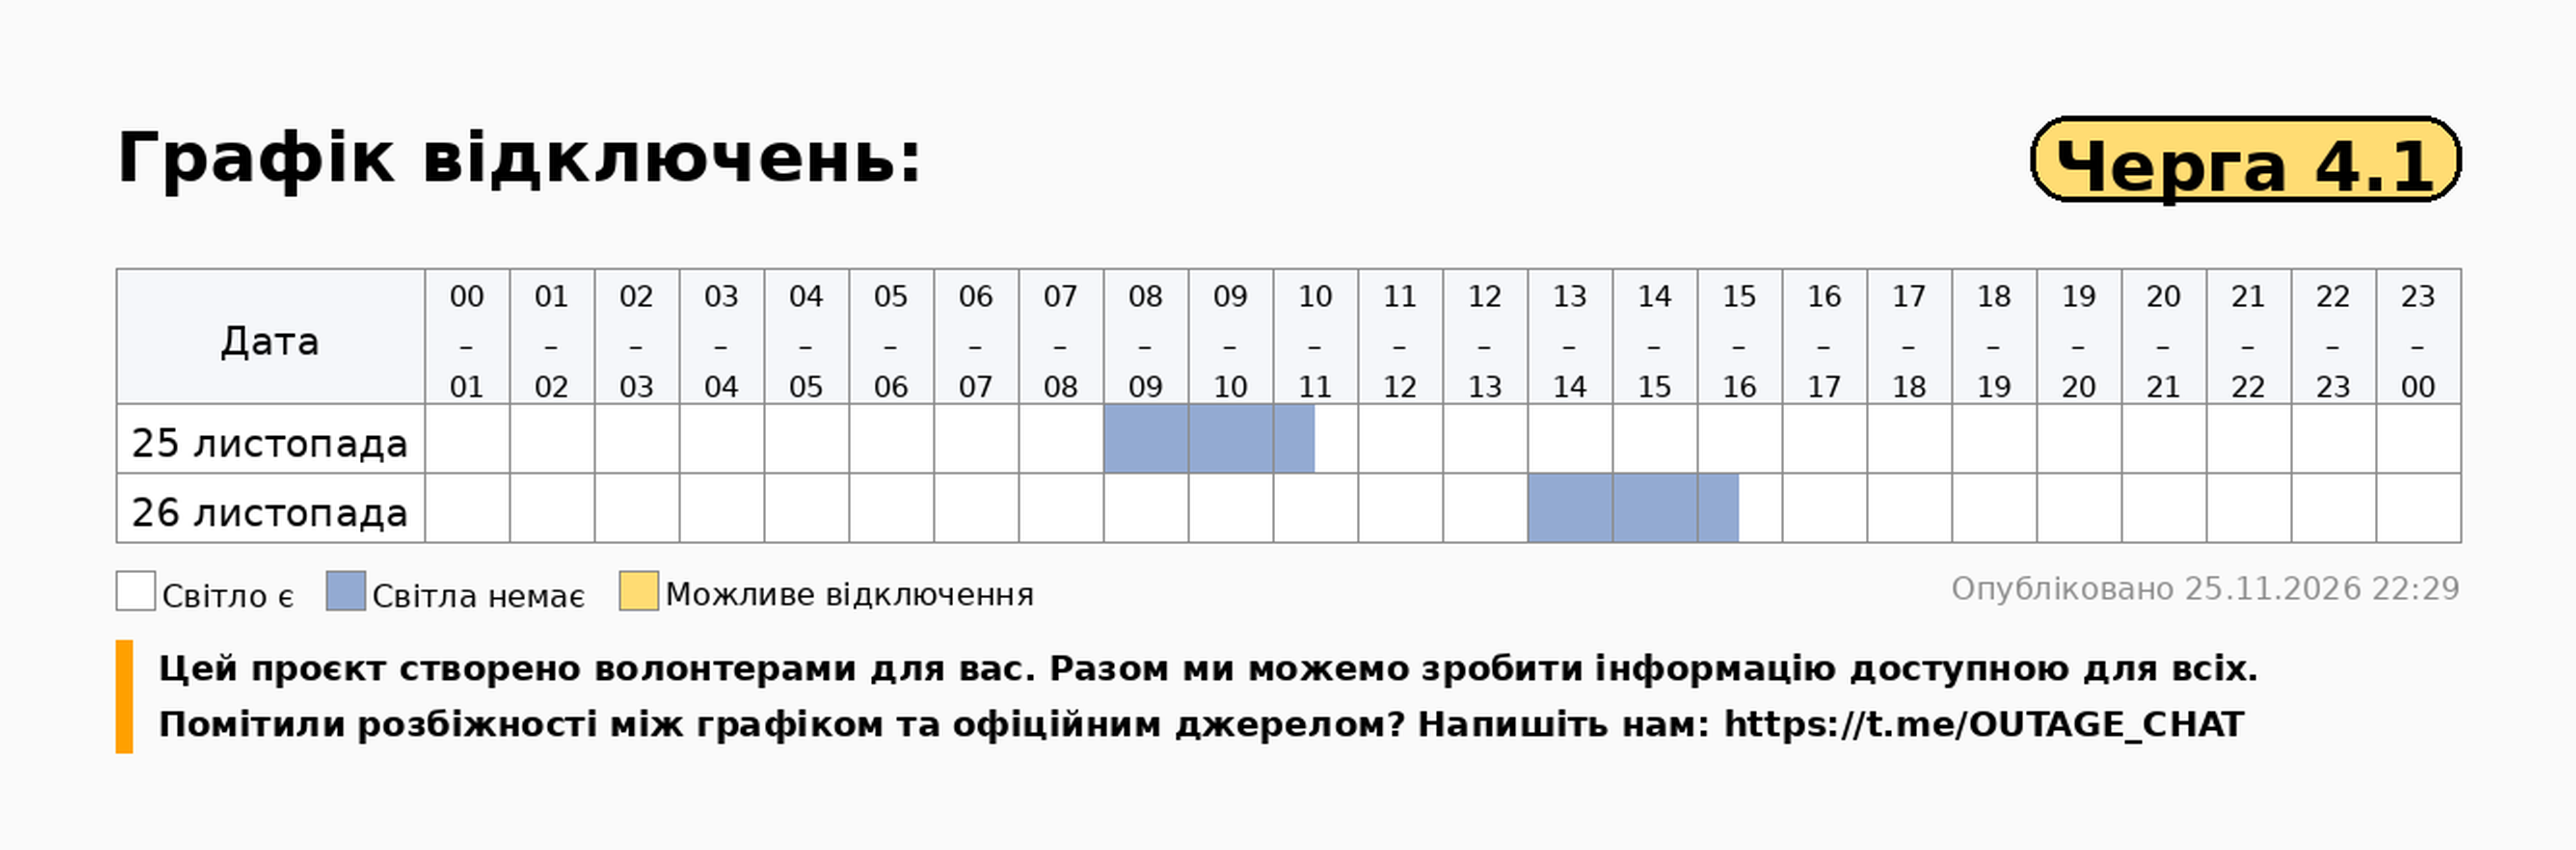 Графік відключень:
Черга 4.1
Дата
00 – 01
01 – 02
02 – 03
03 – 04
04 – 05
05 – 06
06 – 07
07 – 08
08 – 09
09 – 10
10 – 11
11 – 12
12 – 13
13 – 14
14 – 15
15 – 16
16 – 17
17 – 18
18 – 19
19 – 20
20 – 21
21 – 22
22 – 23
23 – 00
25 листопада
26 листопада
Світло є
Світла немає
Можливе відключення
Опубліковано 25.11.2026 22:29
Цей проєкт створено волонтерами для вас. Разом ми можемо зробити інформацію доступною для всіх.
Помітили розбіжності між графіком та офіційним джерелом? Напишіть нам: https://t.me/OUTAGE_CHAT